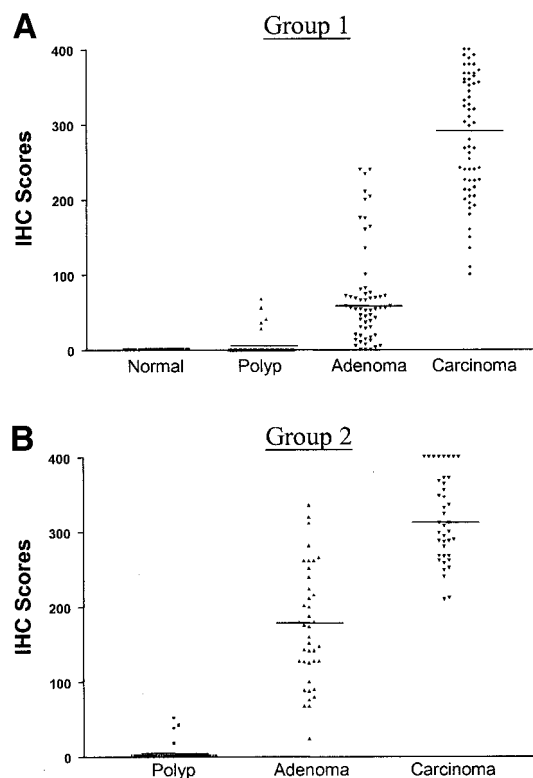 A
Group 1
IHC Scores
400
300
200
100
0
Normal Polyp Adenoma Carcinoma
B
Group 2
IHC Scores
400
300
200
100
0
Polyp Adenoma Carcinoma